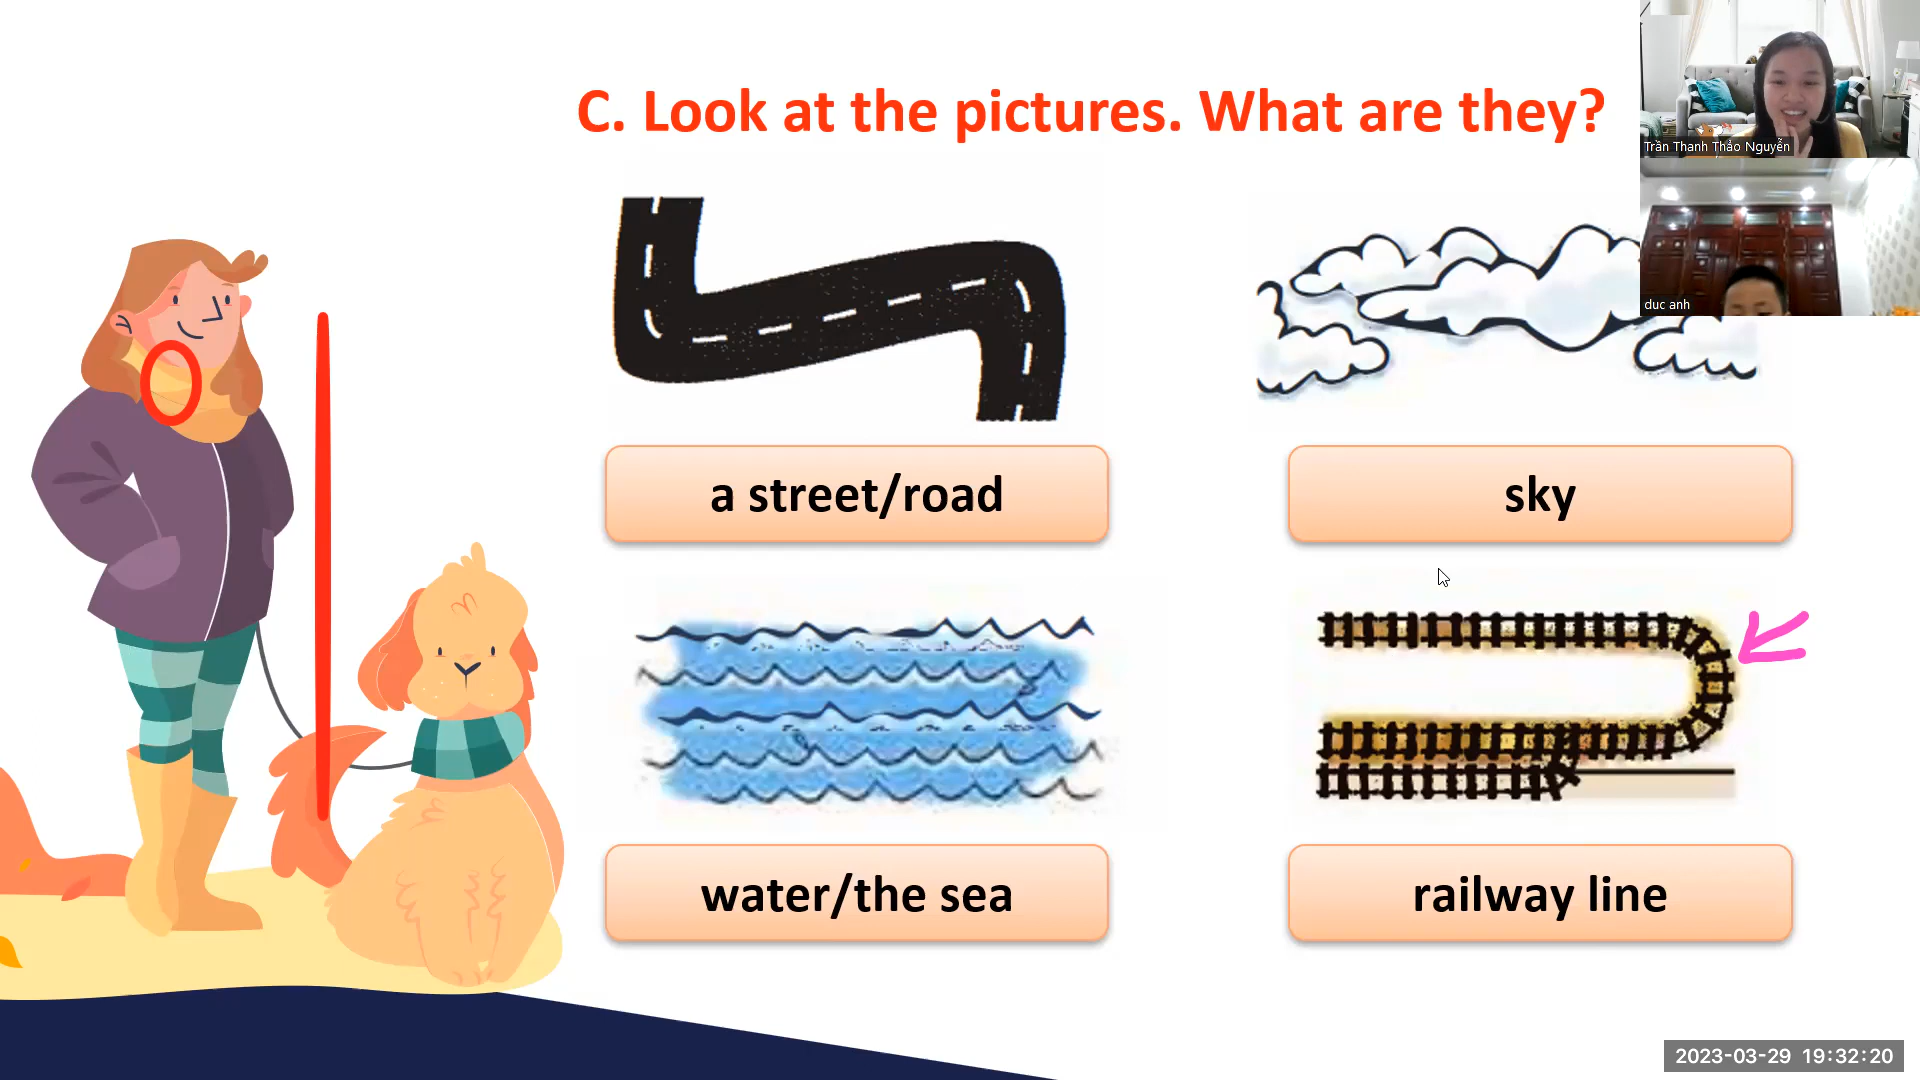 C. Look at the pictures. What are they?
Trần Thanh Thảo Nguyễn
duc anh
a street/road
sky
water/the sea
railway line
2023-03-29 19:32:20